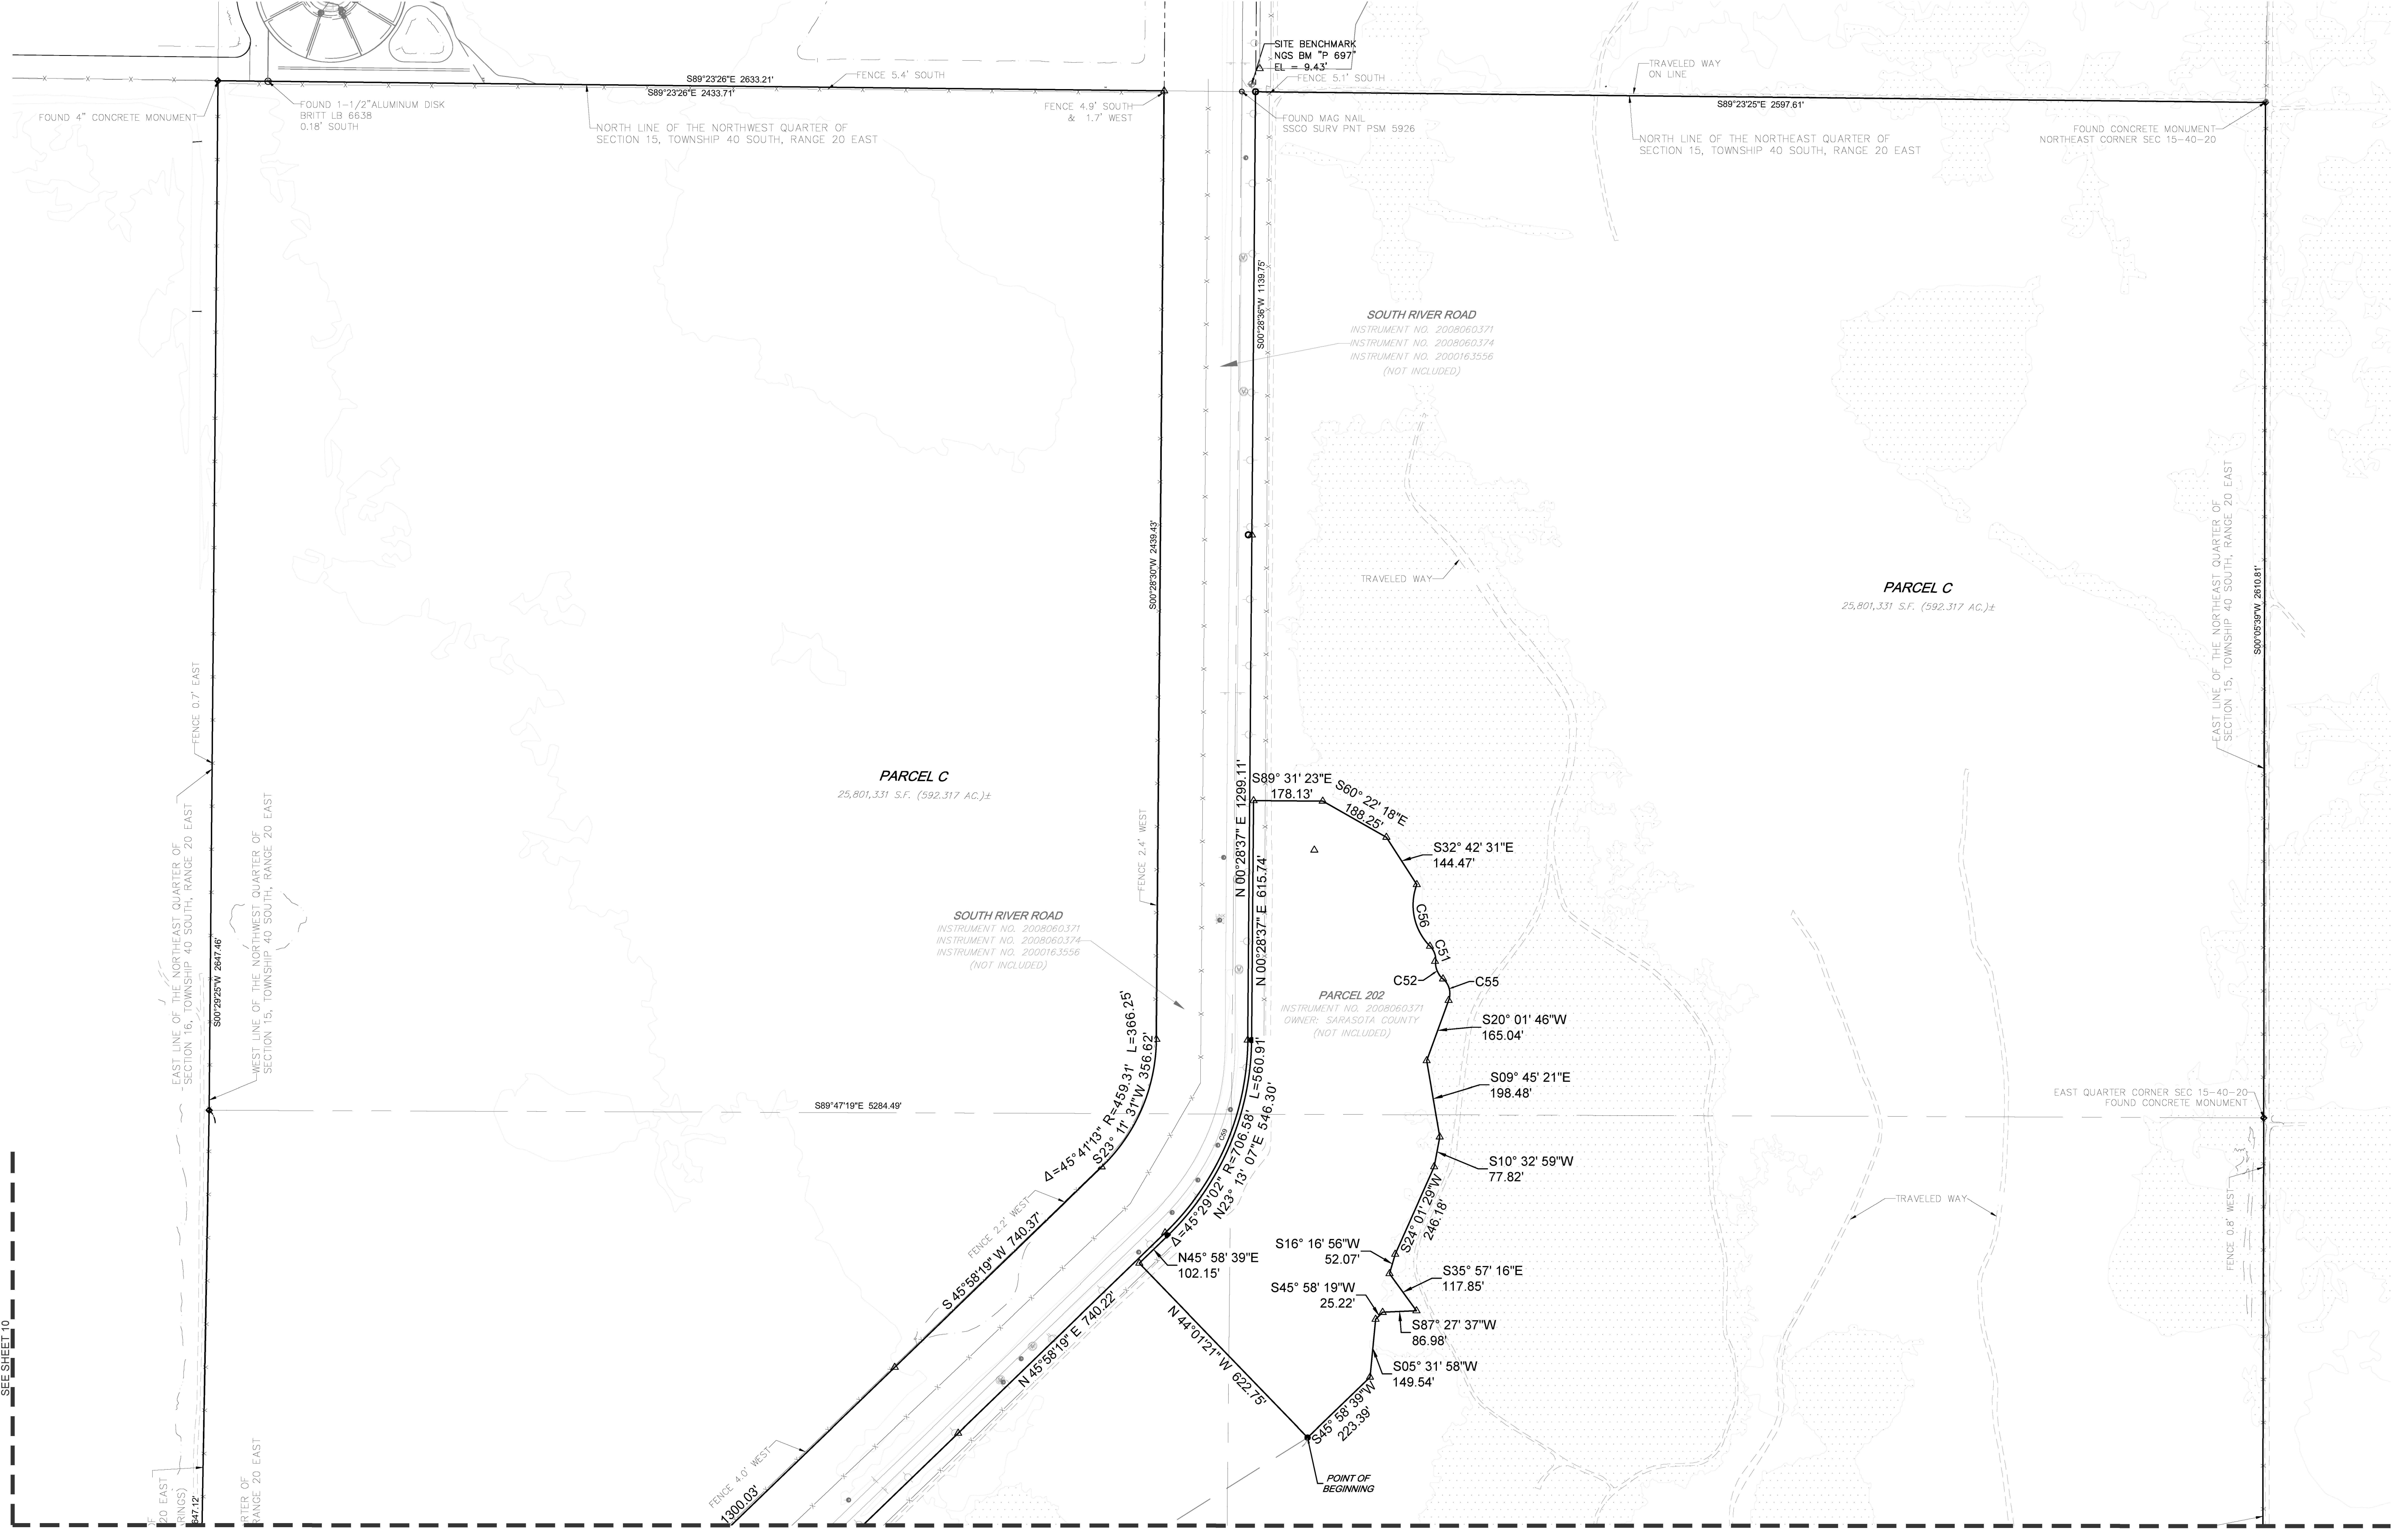 SITE BENCHMARK
NGS BM "P 697"
EL = 9.43'
FENCE 5.1' SOUTH
TRAVELED WAY
ON LINE
S89°23'26"E 2633.21'
FENCE 5.4' SOUTH
S89°23'26"E 2433.71'
FOUND 4" CONCRETE MONUMENT
FOUND 1-1/2"ALUMINUM DISK
BRITT LB 6638
0.18' SOUTH
NORTH LINE OF THE NORTHWEST QUARTER OF
SECTION 15, TOWNSHIP 40 SOUTH, RANGE 20 EAST
FENCE 4.9' SOUTH
& 1.7' WEST
FOUND MAG NAIL
SSCO SURV PNT PSM 5926
S89°23'25"E 2597.61'
NORTH LINE OF THE NORTHEAST QUARTER OF
SECTION 15, TOWNSHIP 40 SOUTH, RANGE 20 EAST
FOUND CONCRETE MONUMENT
NORTHEAST CORNER SEC 15-40-20
S00°28'36"W 1139.75'
SOUTH RIVER ROAD
INSTRUMENT NO. 2008060371
INSTRUMENT NO. 2008060374
INSTRUMENT NO. 2000163556
(NOT INCLUDED)
S00°28'30"W 2439.43'
TRAVELED WAY
PARCEL C
25,801,331 S.F. (592.317 AC.)±
EAST LINE OF THE NORTHEAST QUARTER OF
SECTION 15, TOWNSHIP 40 SOUTH, RANGE 20 EAST
S00°05'39"W 2610.81'
FENCE 0.7' EAST
PARCEL C
25,801,331 S.F. (592.317 AC.)±
N 00°28'37" E 1299.11'
S89° 31' 23"E
178.13'
S60° 22' 18"E
188.25'
S32° 42' 31"E
144.47'
FENCE 2.4' WEST
N 00°28'37" E 615.74'
C56
C51
C52
C55
EAST LINE OF THE NORTHEAST QUARTER OF
SECTION 16, TOWNSHIP 40 SOUTH, RANGE 20 EAST
S00°29'25"W 2647.46'
WEST LINE OF THE NORTHWEST QUARTER OF
SECTION 15, TOWNSHIP 40 SOUTH, RANGE 20 EAST
SOUTH RIVER ROAD
INSTRUMENT NO. 2008060371
INSTRUMENT NO. 2008060374
INSTRUMENT NO. 2000163556
(NOT INCLUDED)
PARCEL 202
INSTRUMENT NO. 2008060371
OWNER: SARASOTA COUNTY
(NOT INCLUDED)
S20° 01' 46"W
165.04'
S09° 45' 21"E
198.48'
Δ=45°41'13" R=459.31' L=366.25'
S23° 11' 31"W 356.62'
S89°47'19"E 5284.49'
EAST QUARTER CORNER SEC 15-40-20
FOUND CONCRETE MONUMENT
C59
Δ=45°29'02" R=706.58' L=560.91'
N23° 13' 07"E 546.30'
S10° 32' 59"W
77.82'
S24° 01' 29"W
246.18'
TRAVELED WAY
FENCE 0.8' WEST
FENCE 2.2' WEST
S 45°58'19" W 740.37'
N45° 58' 39"E
102.15'
S16° 16' 56"W
52.07'
S35° 57' 16"E
117.85'
S45° 58' 19"W
25.22'
S87° 27' 37"W
86.98'
N 45°58'19" E 740.22'
N 44°01'21" W 622.75'
S05° 31' 58"W
149.54'
S45° 58' 39"W
223.39'
SEE SHEET 10
POINT OF
BEGINNING
FENCE 4.0' WEST
1300.03'
20 EAST
RINGS)
647.12'
RTER OF
RANGE 20 EAST